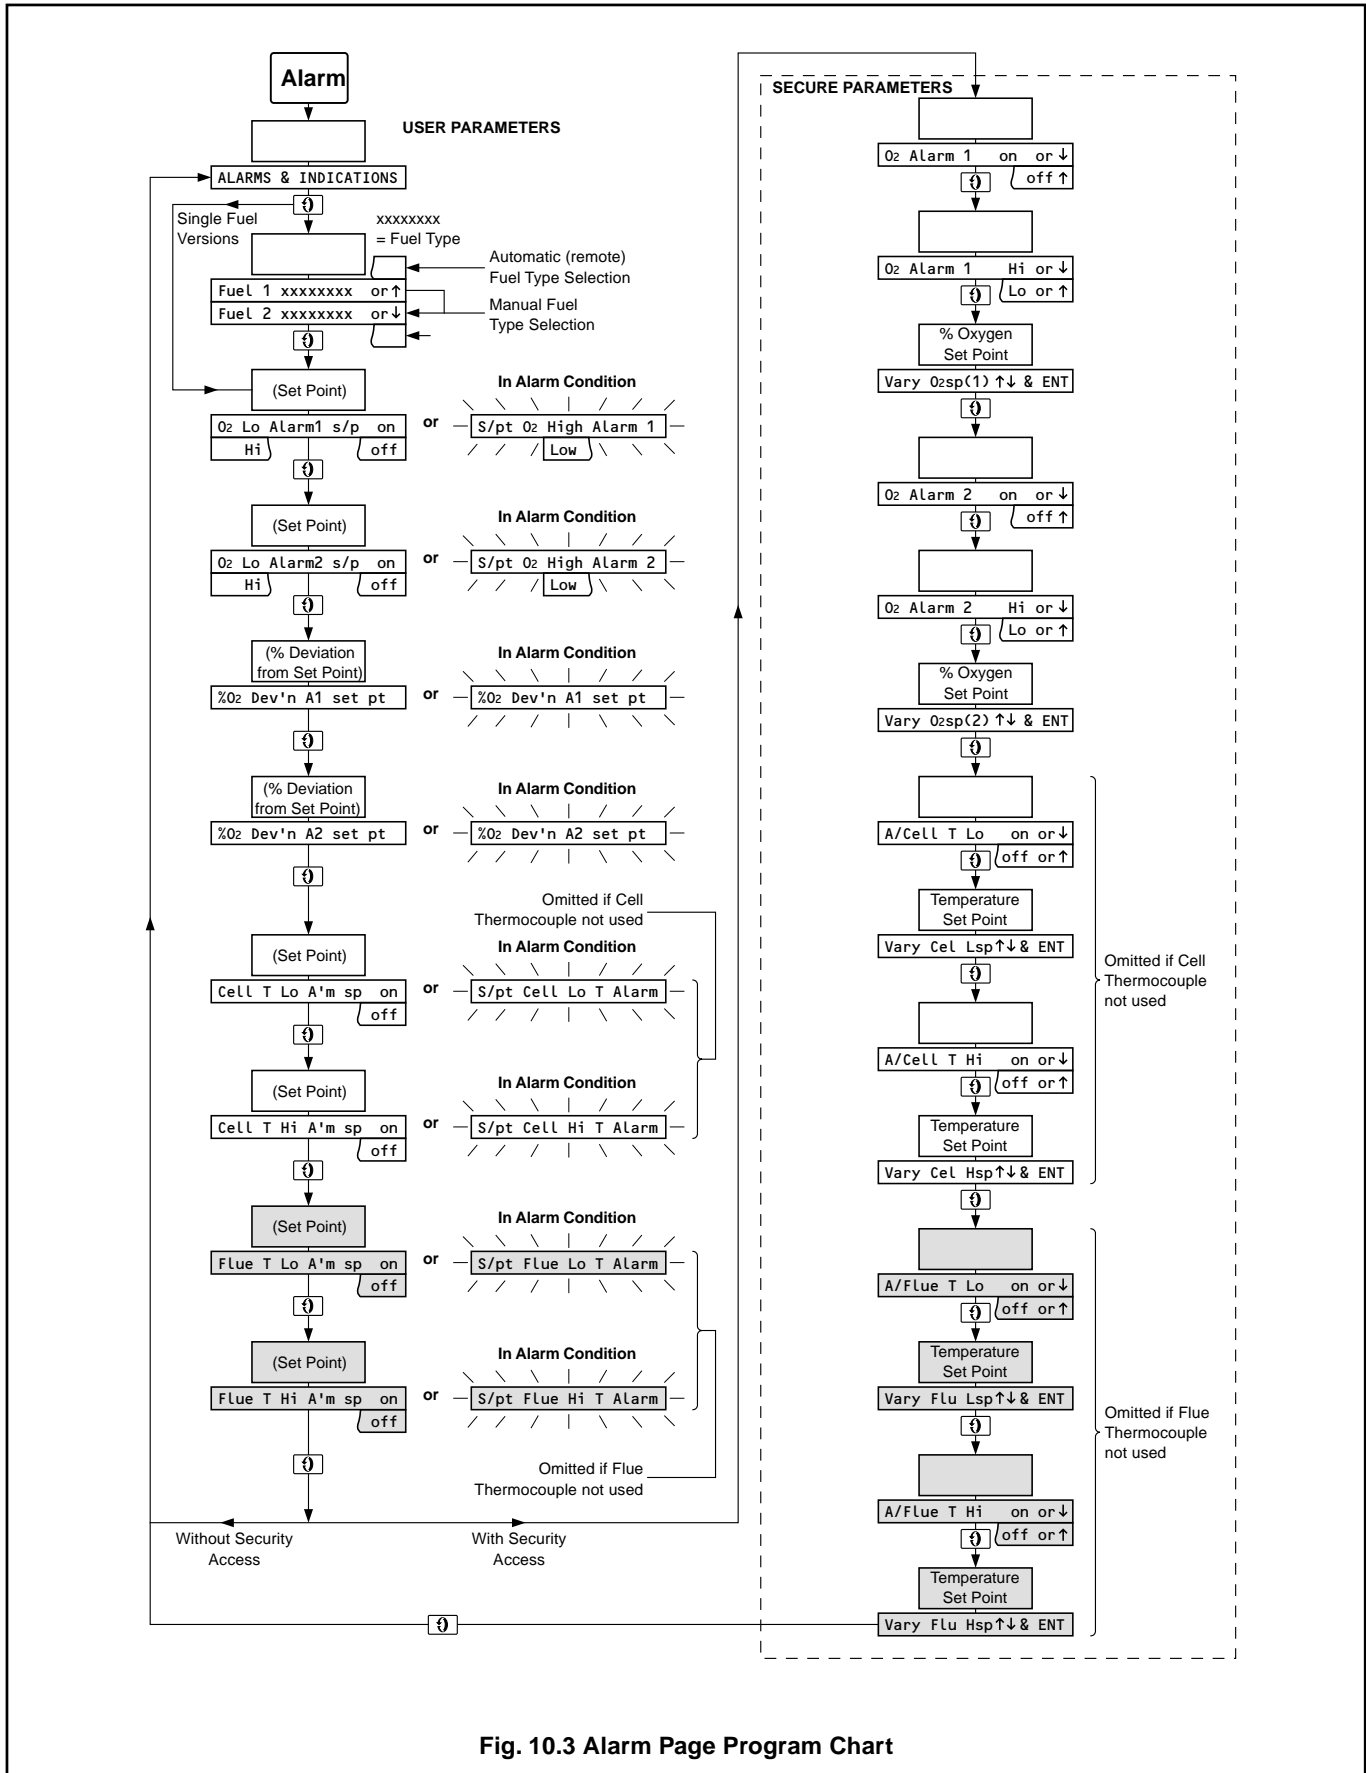 Alarm
USER PARAMETERS
ALARMS & INDICATIONS
Single Fuel
Versions
xxxxxxxx
= Fuel Type
Automatic (remote)
Fuel Type Selection
Fuel 1 xxxxxxxx or↑
Fuel 2 xxxxxxxx or↓
Manual Fuel
Type Selection
(Set Point)
O2 Lo Alarm1 s/p on
Hi
off
or
In Alarm Condition
S/pt O2 High Alarm 1
Low
(Set Point)
O2 Lo Alarm2 s/p on
Hi
off
or
In Alarm Condition
S/pt O2 High Alarm 2
Low
(% Deviation
from Set Point)
%O2 Dev'n A1 set pt
or
In Alarm Condition
%O2 Dev'n A1 set pt
(% Deviation
from Set Point)
%O2 Dev'n A2 set pt
or
In Alarm Condition
%O2 Dev'n A2 set pt
Omitted if Cell
Thermocouple not used
(Set Point)
Cell T Lo A'm sp on
off
or
In Alarm Condition
S/pt Cell Lo T Alarm
(Set Point)
Cell T Hi A'm sp on
off
or
In Alarm Condition
S/pt Cell Hi T Alarm
(Set Point)
Flue T Lo A'm sp on
off
or
In Alarm Condition
S/pt Flue Lo T Alarm
(Set Point)
Flue T Hi A'm sp on
off
or
In Alarm Condition
S/pt Flue Hi T Alarm
Omitted if Flue
Thermocouple not used
Without Security
Access
With Security
Access
SECURE PARAMETERS
O2 Alarm 1 on or↓
off↑
O2 Alarm 1 Hi or↓
Lo or↑
% Oxygen
Set Point
Vary O2sp(1)↑↓ & ENT
O2 Alarm 2 on or↓
off↑
O2 Alarm 2 Hi or↓
Lo or↑
% Oxygen
Set Point
Vary O2sp(2)↑↓ & ENT
A/Cell T Lo on or↓
off or↑
Temperature
Set Point
Vary Cel Lsp↑↓& ENT
A/Cell T Hi on or↓
off or↑
Temperature
Set Point
Vary Cel Hsp↑↓& ENT
Omitted if Cell
Thermocouple
not used
A/Flue T Lo on or↓
off or↑
Temperature
Set Point
Vary Flu Lsp↑↓& ENT
A/Flue T Hi on or↓
off or↑
Temperature
Set Point
Vary Flu Hsp↑↓& ENT
Omitted if Flue
Thermocouple
not used
Fig. 10.3 Alarm Page Program Chart